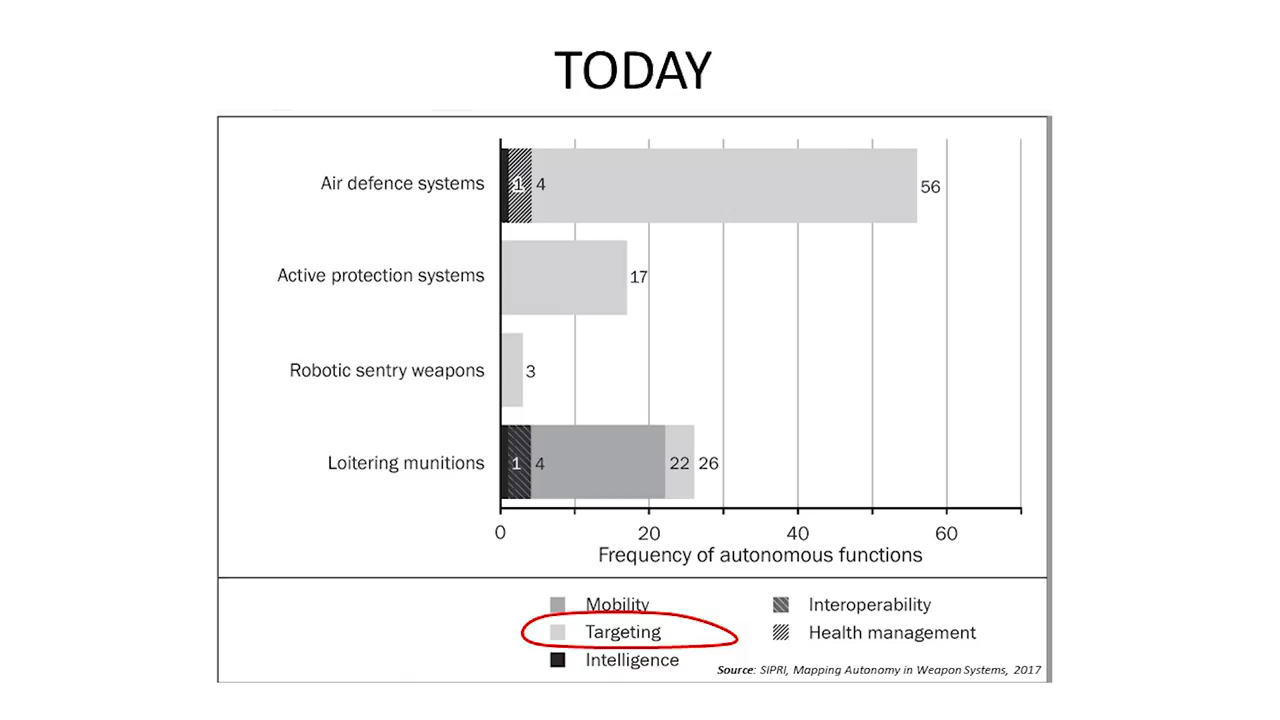 TODAY
Air defence systems
1 4 56
Active protection systems
17
Robotic sentry weapons
3
Loitering munitions
1 4 22 26
0 20 40 60
Frequency of autonomous functions
Mobility
Interoperability
Targeting
Health management
Intelligence
Source: SIPRI, Mapping Autonomy in Weapon Systems, 2017